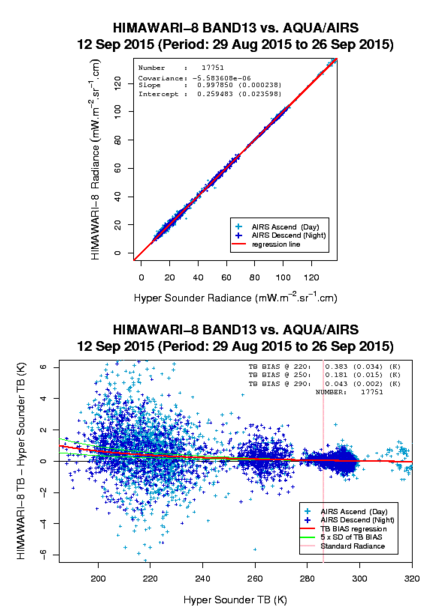 HIMAWARI−8 BAND13 vs. AQUA/AIRS
12 Sep 2015 (Period: 29 Aug 2015 to 26 Sep 2015)
Number : 17751
Covariance: −5.583608e−06
Slope : 0.997850 (0.000238)
Intercept : 0.259483 (0.023598)
HIMAWARI−8 Radiance (mW.m−2.sr−1.cm)
0 20 40 60 80 100 120
AIRS Ascend (Day)
AIRS Descend (Night)
regression line
0 20 40 60 80 100 120
Hyper Sounder Radiance (mW.m−2.sr−1.cm)
HIMAWARI−8 BAND13 vs. AQUA/AIRS
12 Sep 2015 (Period: 29 Aug 2015 to 26 Sep 2015)
TB BIAS @ 220: 0.383 (0.034) (K)
TB BIAS @ 250: 0.181 (0.015) (K)
TB BIAS @ 290: 0.043 (0.002) (K)
NUMBER: 17751
HIMAWARI−8 TB − Hyper Sounder TB (K)
−6 −4 −2 0 2 4 6
AIRS Ascend (Day)
AIRS Descend (Night)
TB BIAS regression
5 x SD of TB BIAS
Standard Radiance
200 220 240 260 280 300 320
Hyper Sounder TB (K)